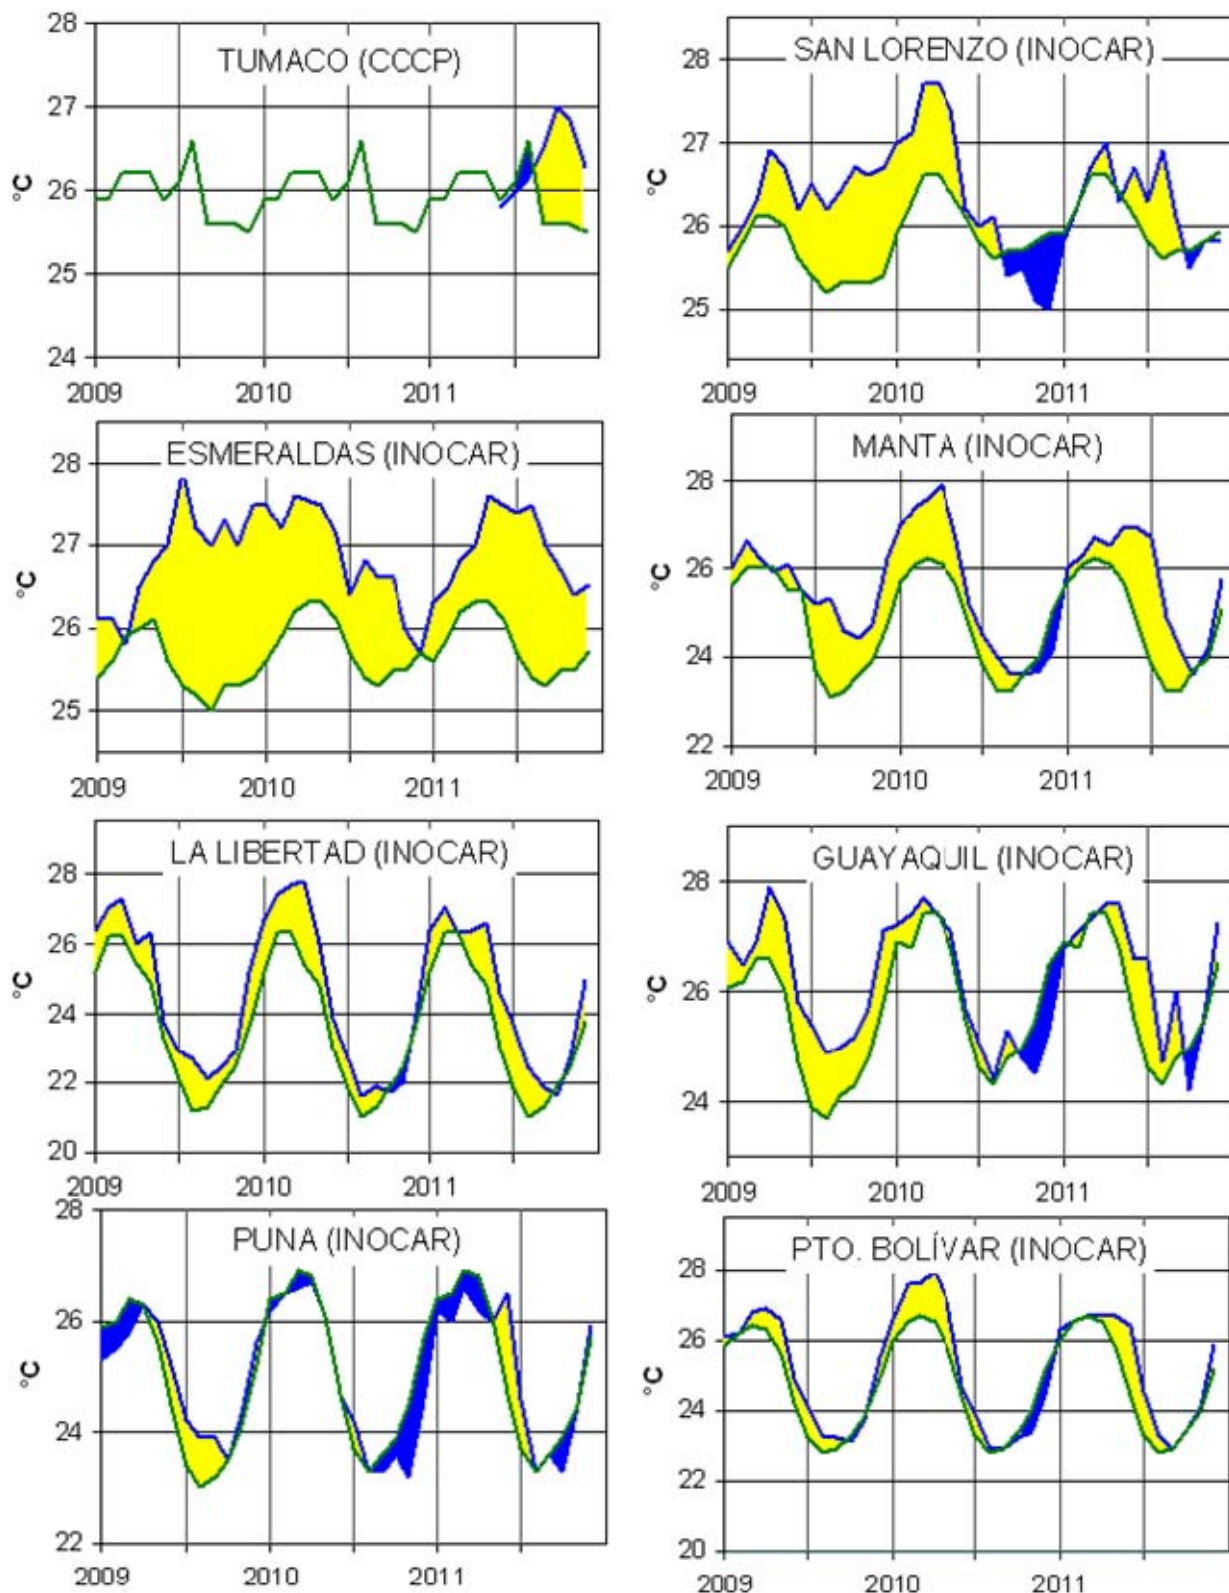 TUMACO (CCCP)
28
27
26
25
24
°C
2009 2010 2011
SAN LORENZO (INOCAR)
28
27
26
25
°C
2009 2010 2011
ESMERALDAS (INOCAR)
28
27
26
25
°C
2009 2010 2011
MANTA (INOCAR)
28
26
24
22
°C
2009 2010 2011
LA LIBERTAD (INOCAR)
28
26
24
22
20
°C
2009 2010 2011
GUAYAQUIL (INOCAR)
28
26
24
°C
2009 2010 2011
PUNA (INOCAR)
28
26
24
22
°C
2009 2010 2011
PTO. BOLÍVAR (INOCAR)
28
26
24
22
20
°C
2009 2010 2011